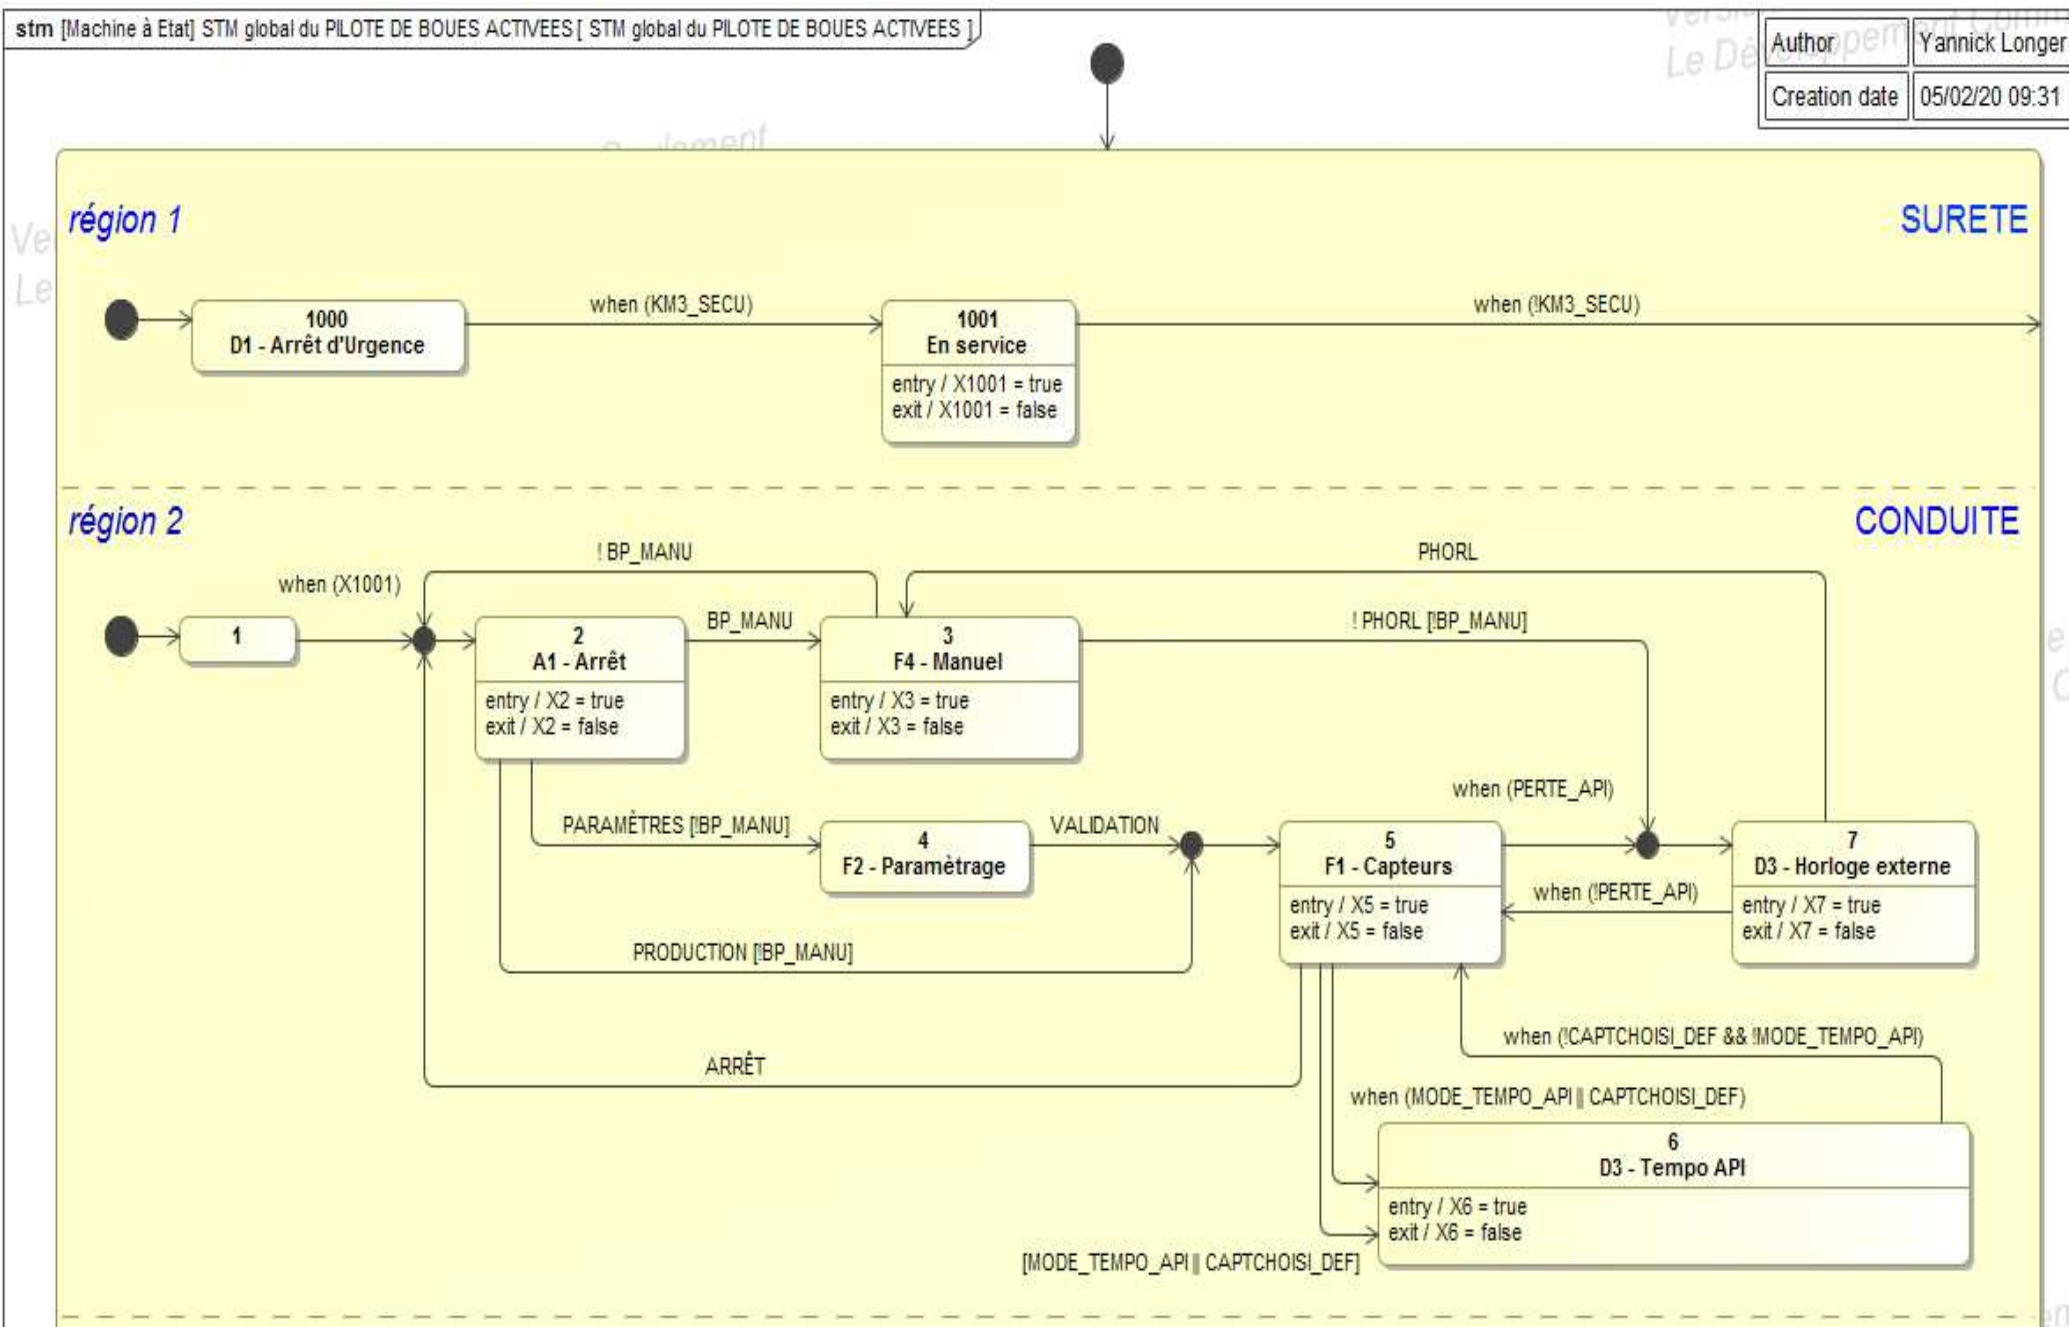 stm [Machine à Etat] STM global du PILOTE DE BOUES ACTIVEES [ STM global du PILOTE DE BOUES ACTIVEES ]
Author Yannick Longer
Creation date 05/02/20 09:31
Le
région 1
SURETE
1000
D1 - Arrêt d'Urgence
when (KM3_SECU)
1001
En service
entry / X1001 = true
exit / X1001 = false
when (!KM3_SECU)
région 2
CONDUITE
! BP_MANU
PHORL
when (X1001)
1
2
A1 - Arrêt
entry / X2 = true
exit / X2 = false
BP_MANU
3
F4 - Manuel
entry / X3 = true
exit / X3 = false
! PHORL [!BP_MANU]
when (PERTE_API)
PARAMÈTRES [!BP_MANU]
4
F2 - Paramètrage
VALIDATION
5
F1 - Capteurs
entry / X5 = true
exit / X5 = false
when (!PERTE_API)
7
D3 - Horloge externe
entry / X7 = true
exit / X7 = false
PRODUCTION [!BP_MANU]
when (!CAPTCHOISI_DEF && !MODE_TEMPO_API)
ARRÊT
when (MODE_TEMPO_API || CAPTCHOISI_DEF)
6
D3 - Tempo API
entry / X6 = true
exit / X6 = false
[MODE_TEMPO_API || CAPTCHOISI_DEF]